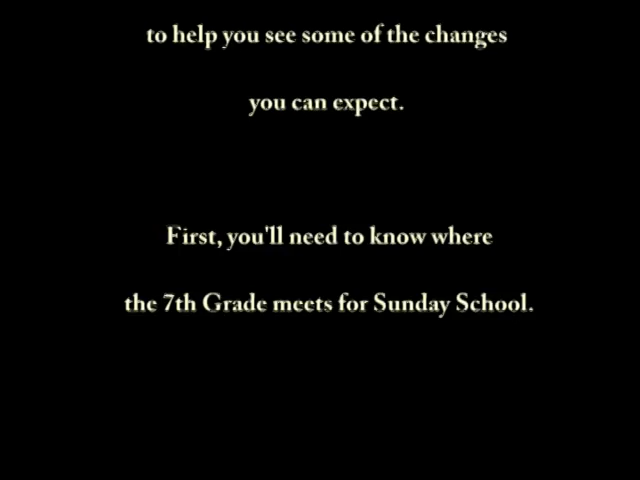 to help you see some of the changes
you can expect.
First, you'll need to know where
the 7th Grade meets for Sunday School.